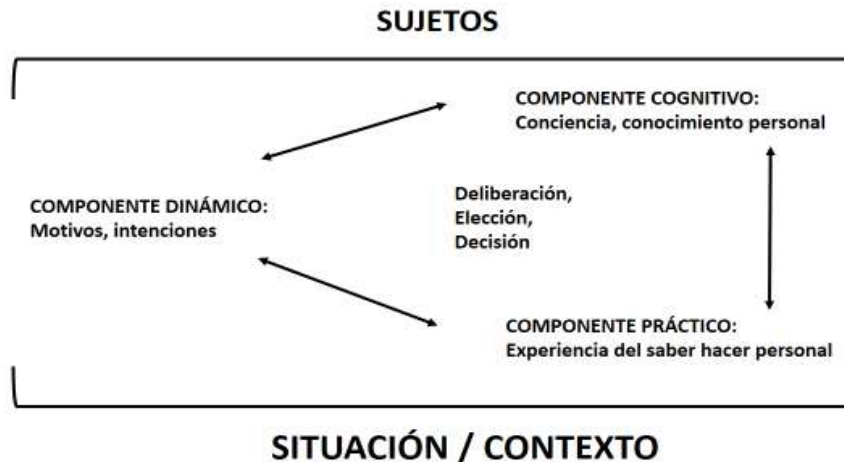 SUJETOS
COMPONENTE COGNITIVO:
Conciencia, conocimiento personal
COMPONENTE DINÁMICO:
Motivos, intenciones
Deliberación,
Elección,
Decisión
COMPONENTE PRÁCTICO:
Experiencia del saber hacer personal
SITUACIÓN / CONTEXTO